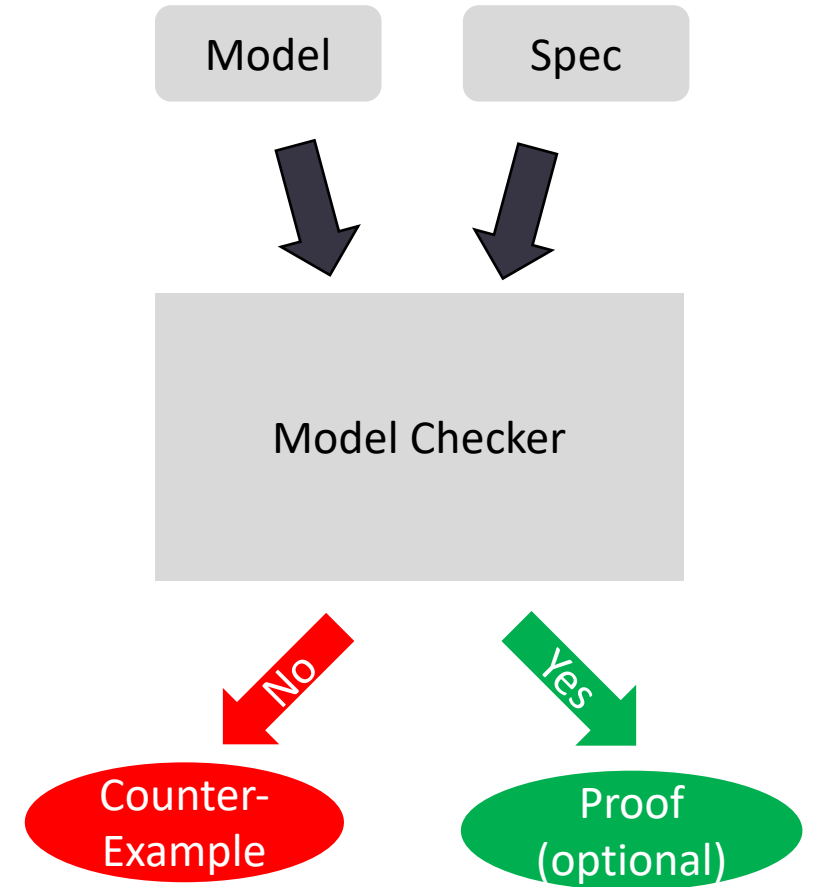 Model
Spec
Model Checker
No
Yes
Counter-
Example
Proof
(optional)